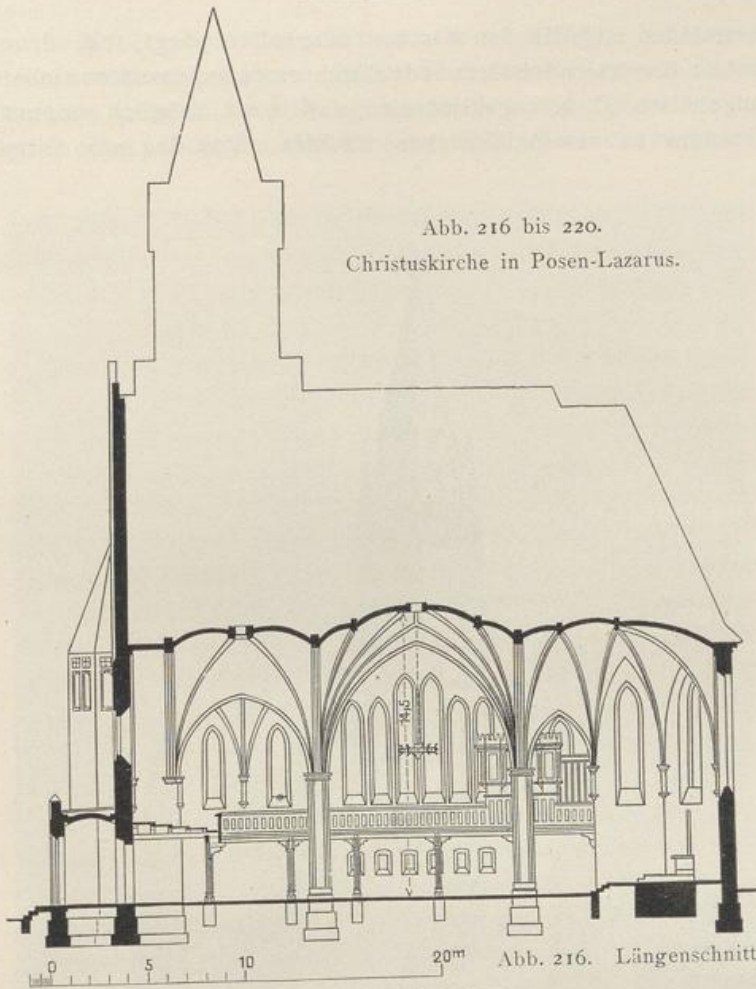 Abb. 216 bis 220.
Christuskirche in Posen-Lazarus.
14,5
0 5 10 20m
Abb. 216. Längenschnitt